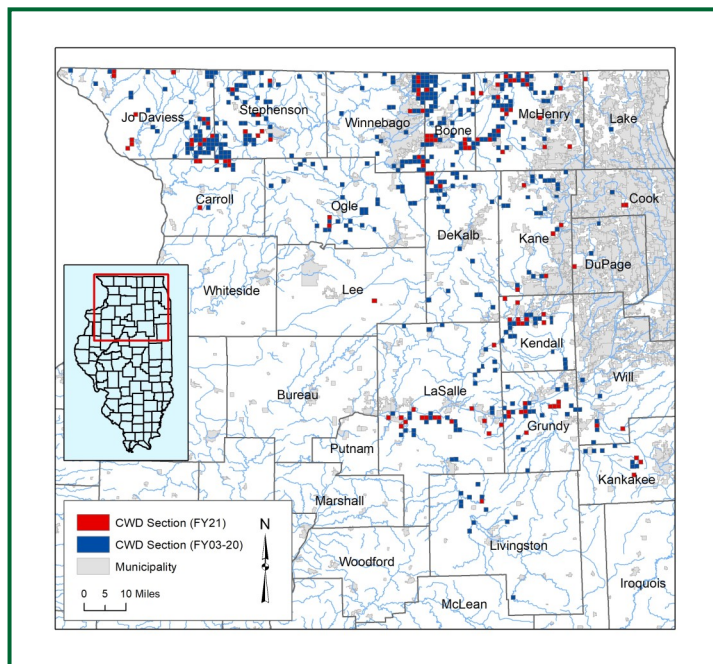 Jo Daviess
Stephenson
Winnebago
Boone
McHenry
Lake
Carroll
Ogle
DeKalb
Kane
Cook
DuPage
Whiteside
Lee
Kendall
Will
Bureau
LaSalle
Grundy
Putnam
Kankakee
Marshall
Livingston
Woodford
Iroquois
McLean
CWD Section (FY21)
CWD Section (FY03-20)
Municipality
0 5 10 Miles
N